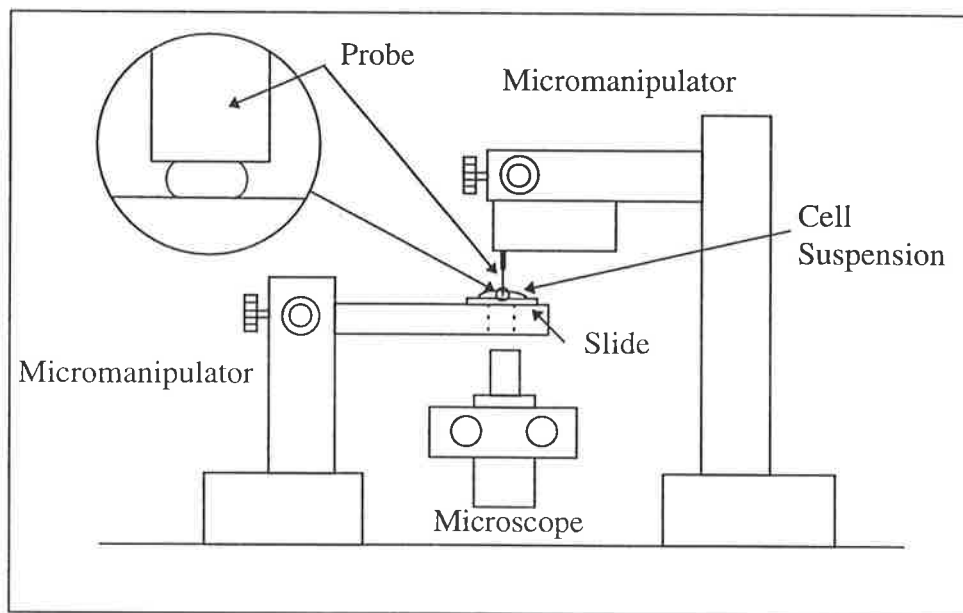 Probe
Micromanipulator
Cell
Suspension
Slide
Micromanipulator
Microscope